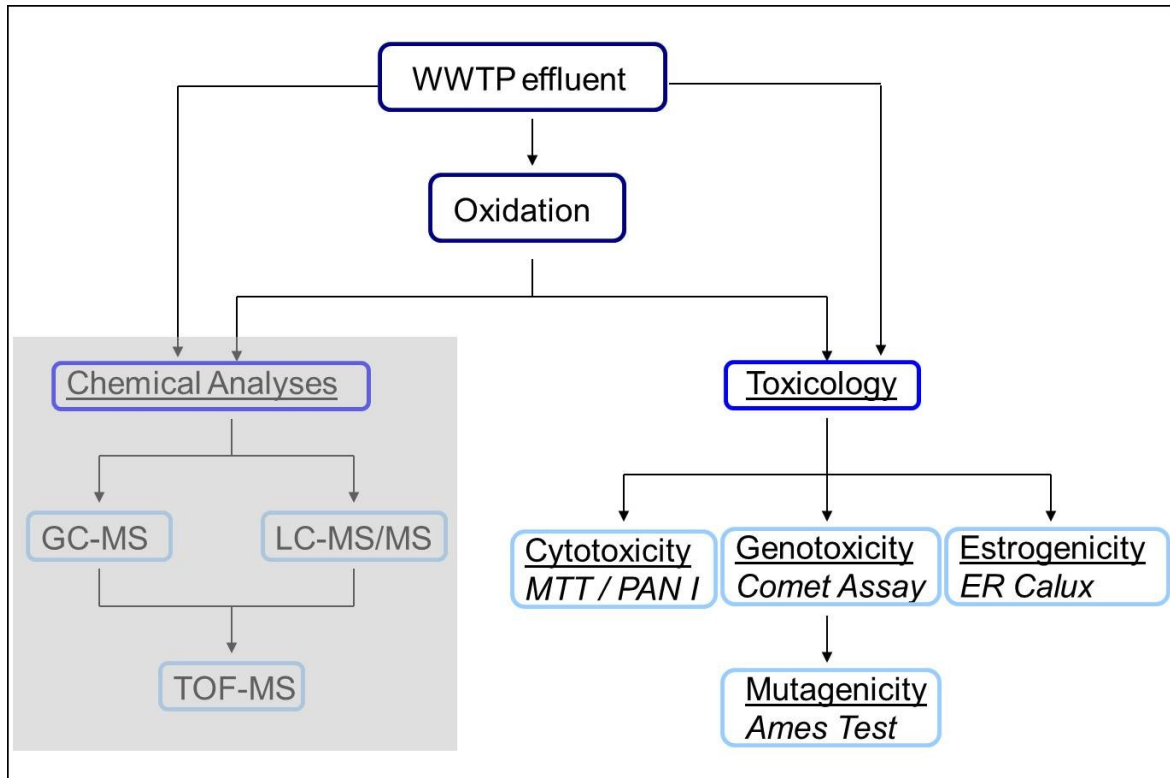 WWTP effluent
Oxidation
Chemical Analyses
Toxicology
GC-MS
LC-MS/MS
Cytotoxicity
MTT / PAN I
Genotoxicity
Comet Assay
Estrogenicity
ER Calux
TOF-MS
Mutagenicity
Ames Test